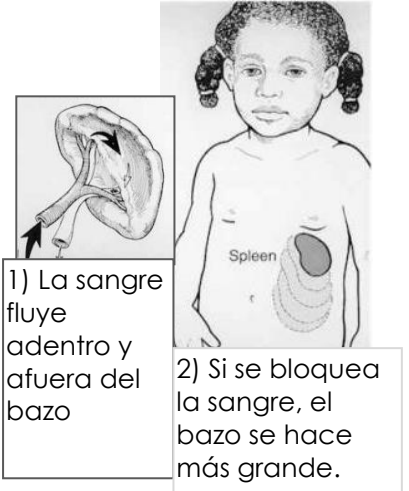 Spleen
1) La sangre
fluye
adentro y
afuera del
bazo
2) Si se bloquea
la sangre, el
bazo se hace
más grande.